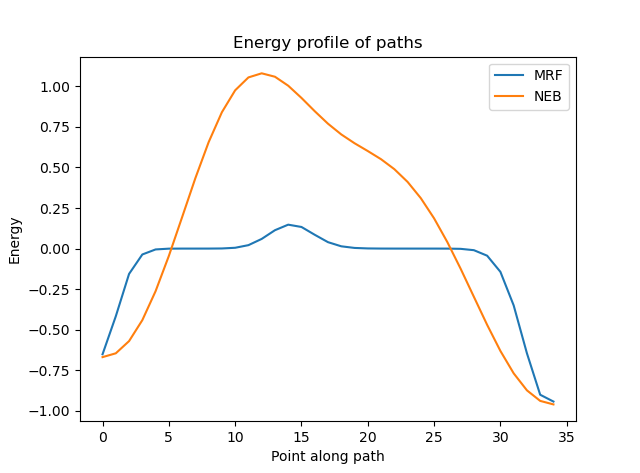 Energy profile of paths
MRF
NEB
1.00
0.75
0.50
0.25
0.00
−0.25
−0.50
−0.75
−1.00
Energy
0 5 10 15 20 25 30 35
Point along path